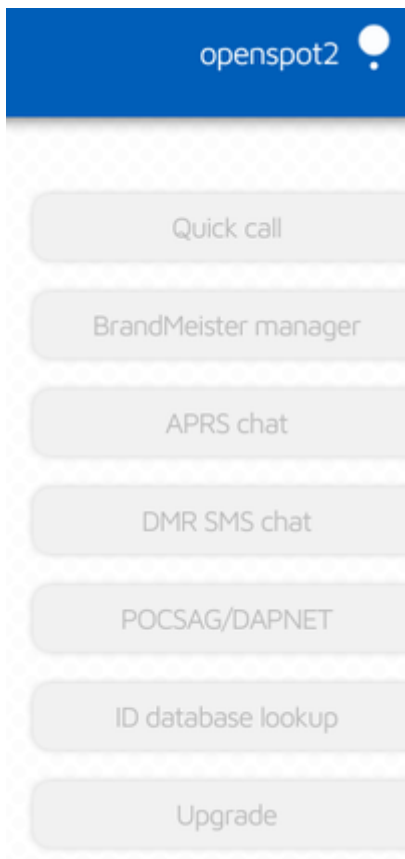 openspot2
Quick call
BrandMeister manager
APRS chat
DMR SMS chat
POCSAG/DAPNET
ID database lookup
Upgrade